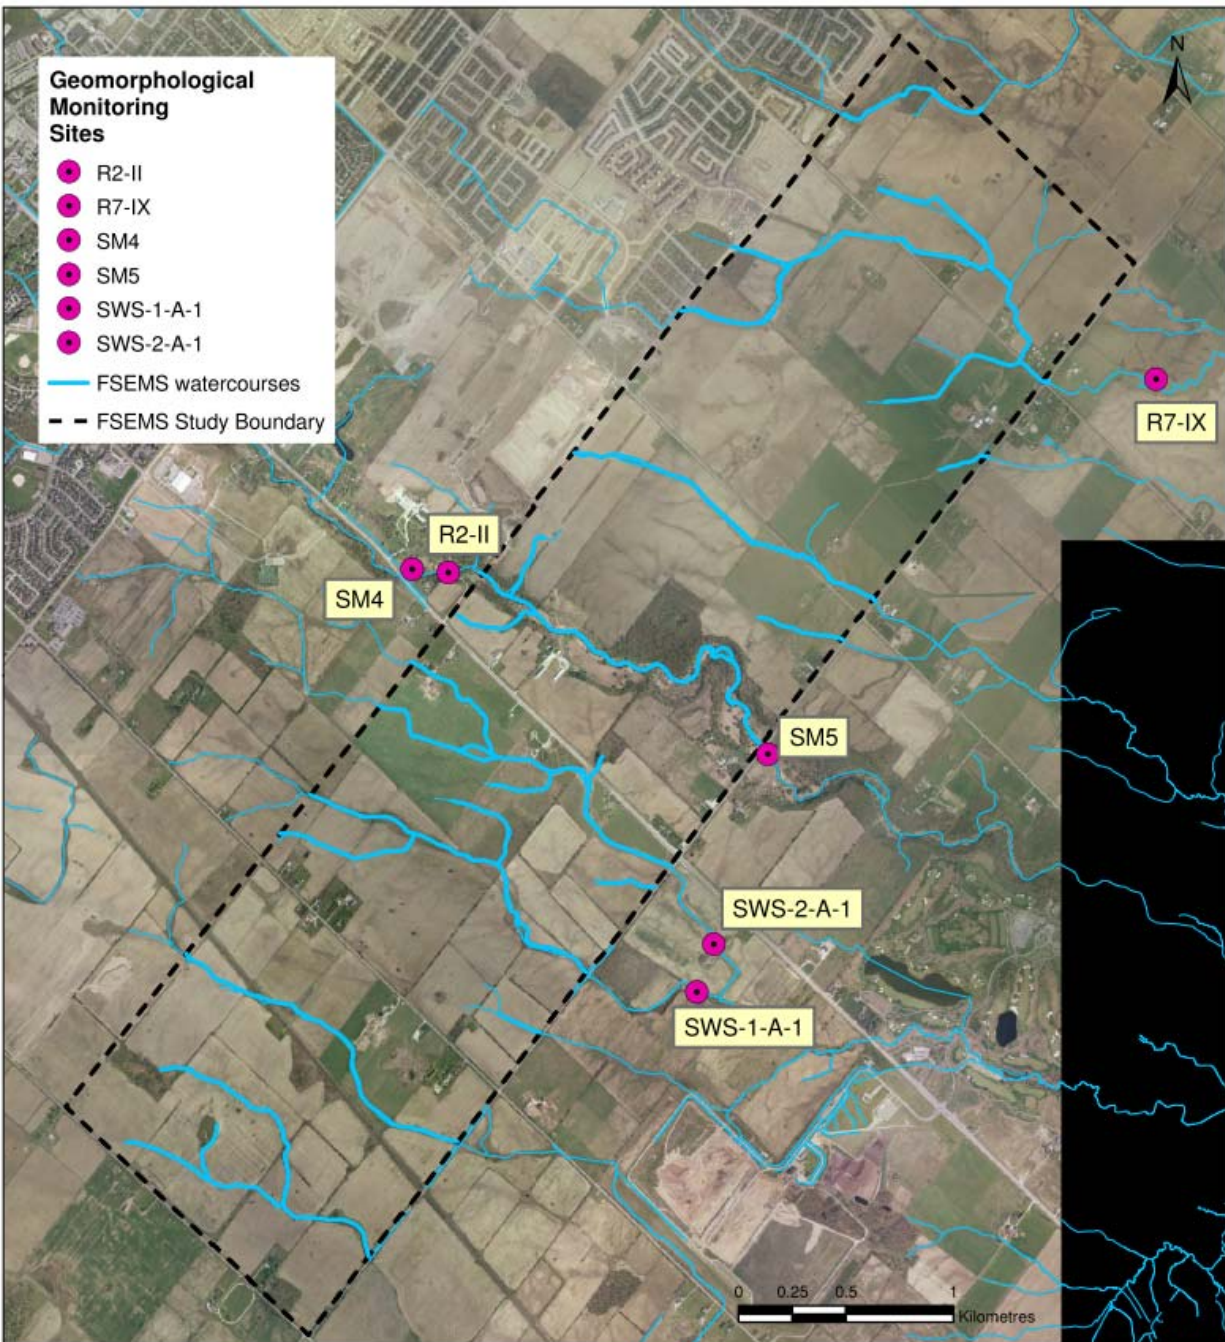 Geomorphological
Monitoring
Sites
R2-II
R7-IX
SM4
SM5
SWS-1-A-1
SWS-2-A-1
FSEMS watercourses
FSEMS Study Boundary
N
R7-IX
R2-II
SM4
SM5
SWS-2-A-1
SWS-1-A-1
0 0.25 0.5 1
Kilometres